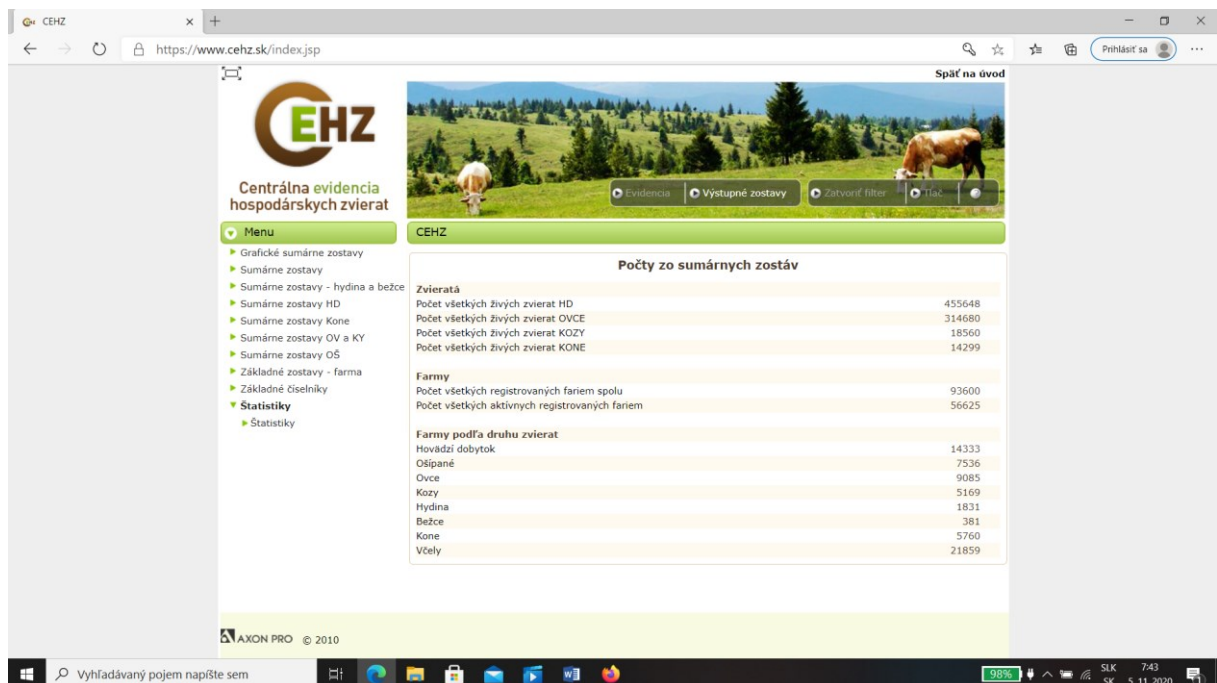 CEHZ
https://www.cehz.sk/index.jsp
Prihlásiť sa
Späť na úvod
CEHZ
Centrálna evidencia
hospodárskych zvierat
Evidencia
Výstupné zostavy
Zatvoriť filter
Tlač
Menu
CEHZ
Grafické sumárne zostavy
Sumárne zostavy
Sumárne zostavy - hydina a bežce
Sumárne zostavy HD
Sumárne zostavy Kone
Sumárne zostavy OV a KY
Sumárne zostavy OŠ
Základné zostavy - farma
Základné číselníky
Štatistiky
Štatistiky
Počty zo sumárnych zostáv
Zvieratá
Počet všetkých živých zvierat HD 455648
Počet všetkých živých zvierat OVCE 314680
Počet všetkých živých zvierat KOZY 18560
Počet všetkých živých zvierat KONE 14299
Farmy
Počet všetkých registrovaných fariem spolu 93600
Počet všetkých aktívnych registrovaných fariem 56625
Farmy podľa druhu zvierat
Hovädzí dobytok 14333
Ošípané 7536
Ovce 9085
Kozy 5169
Hydina 1831
Bežce 381
Kone 5760
Včely 21859
AXON PRO © 2010
Vyhľadávaný pojem napíšte sem
98%
SLK 7:43
SK 5. 11. 2020